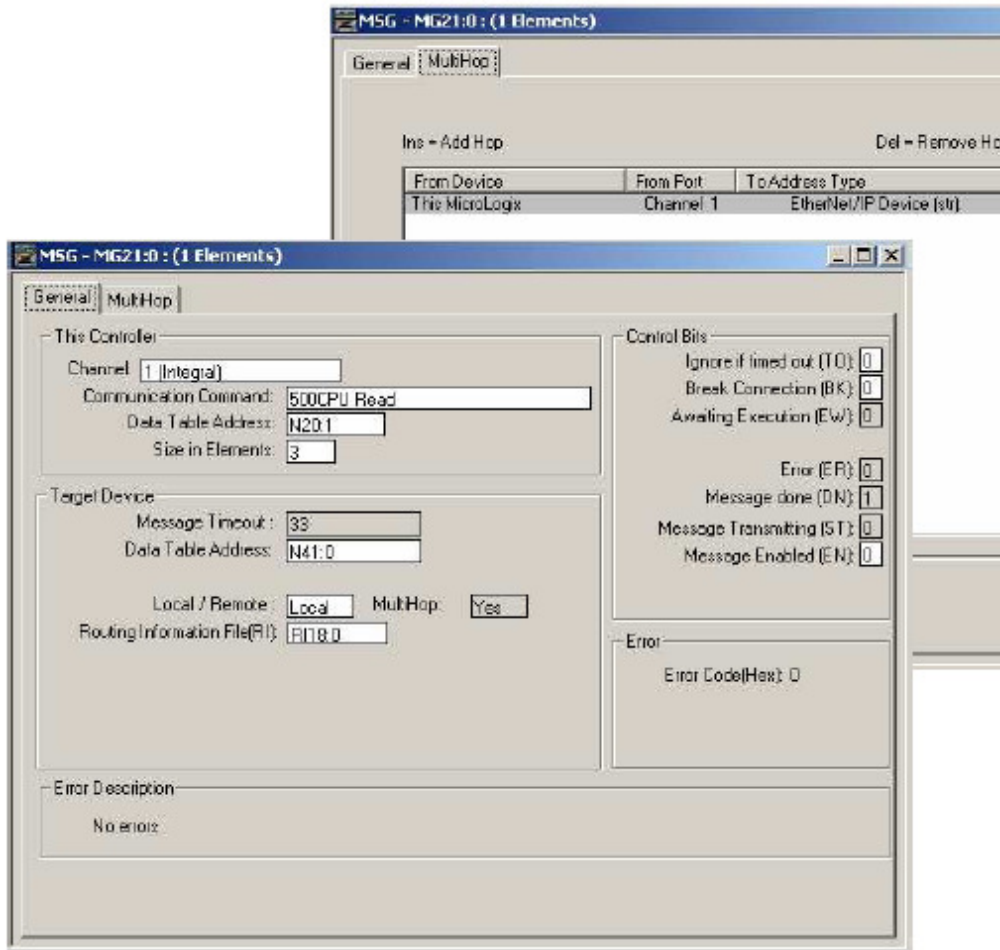 MSG - MG21:0 : (1 Elements)
General MultiHop
Ins = Add Hop Del = Remove Ho
From Device From Port To Address Type
This MicroLogix Channel 1 EtherNet/IP Device (str)
MSG - MG21:0 : (1 Elements)
General MultiHop
This Controller
Channel: 1 (Integral)
Communication Command: 500CPU Read
Data Table Address: N20:1
Size in Elements: 3
Target Device
Message Timeout : 33
Data Table Address: N41:0
Local / Remote : Local MultiHop: Yes
Routing Information File(RI): RI18:0
Control Bits
Ignore if timed out (TO): 0
Break Connection (BK): 0
Awaiting Execution (EW): 0
Error (ER): 0
Message done (DN): 1
Message Transmitting (ST): 0
Message Enabled (EN): 0
Error
Error Code(Hex): 0
Error Description
No errors